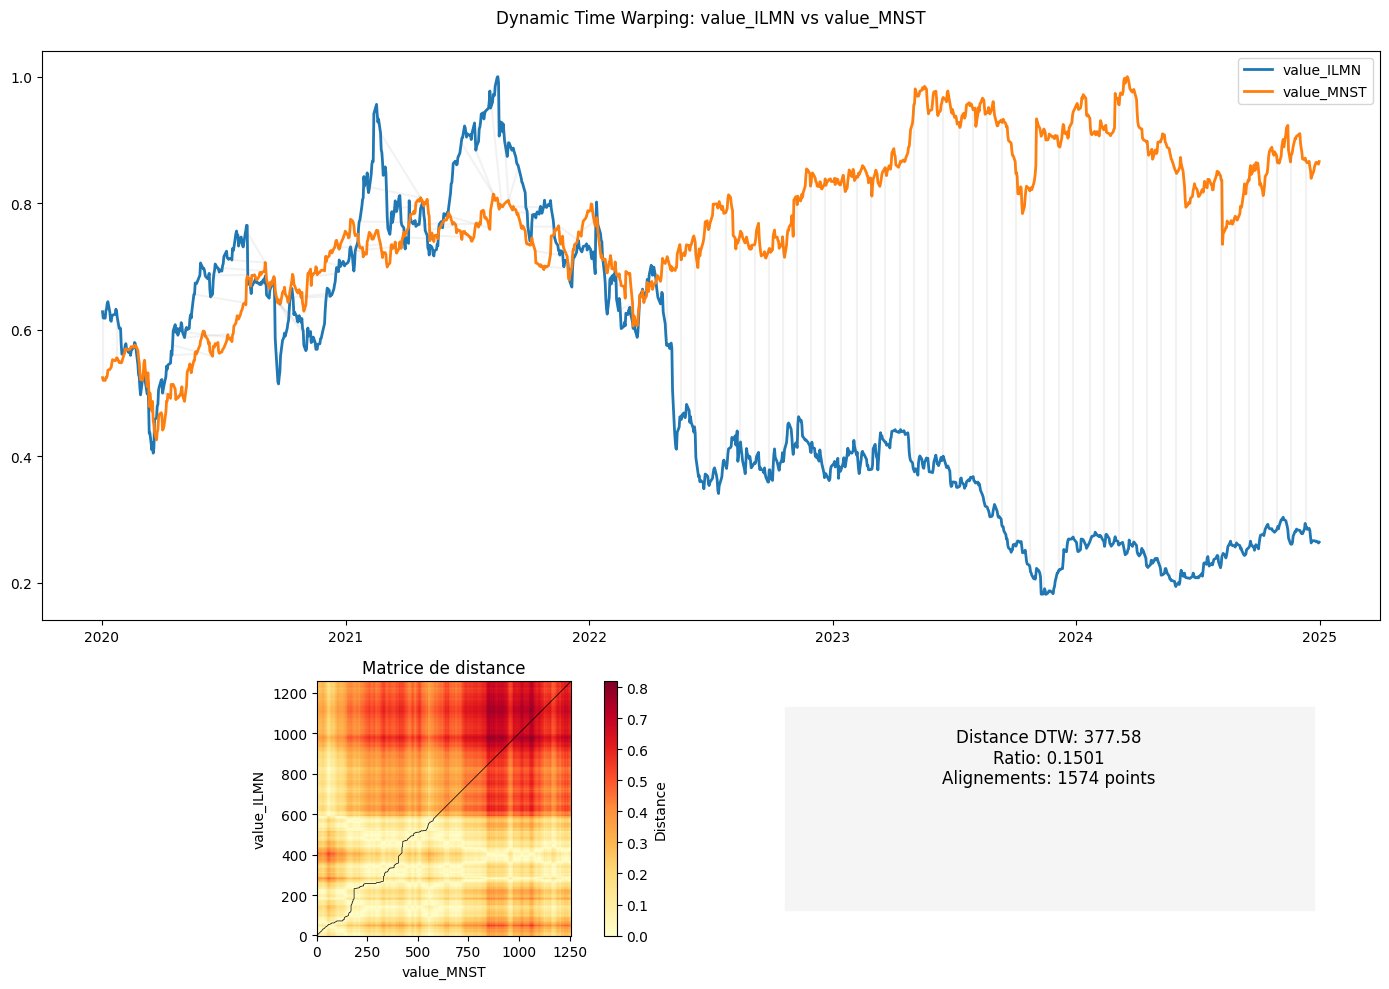 Dynamic Time Warping: value_ILMN vs value_MNST
value_ILMN
value_MNST
1.0
0.8
0.6
0.4
0.2
2020 2021 2022 2023 2024 2025
Matrice de distance
value_ILMN
1200
1000
800
600
400
200
0
0 250 500 750 1000 1250
value_MNST
0.8
0.7
0.6
0.5
0.4
0.3
0.2
0.1
0.0
Distance
Distance DTW: 377.58
Ratio: 0.1501
Alignements: 1574 points